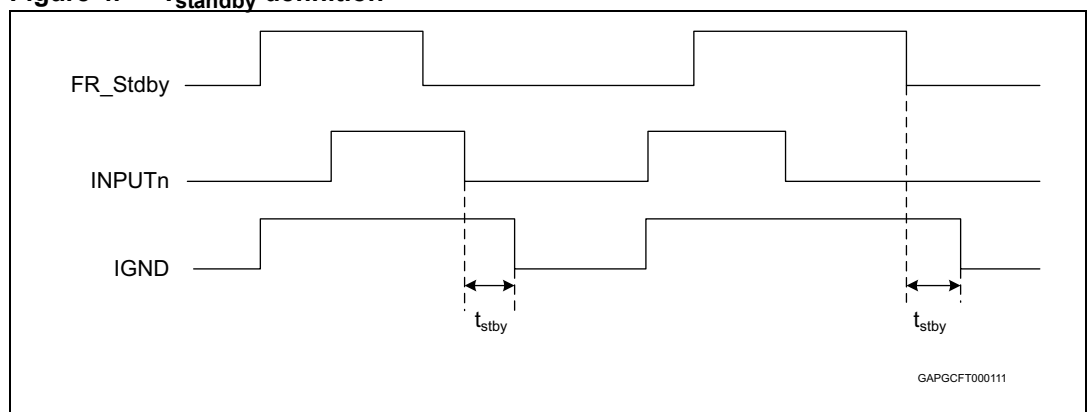 FR_Stdby
INPUTn
IGND
tstby
tstby
GAPGCFT000111